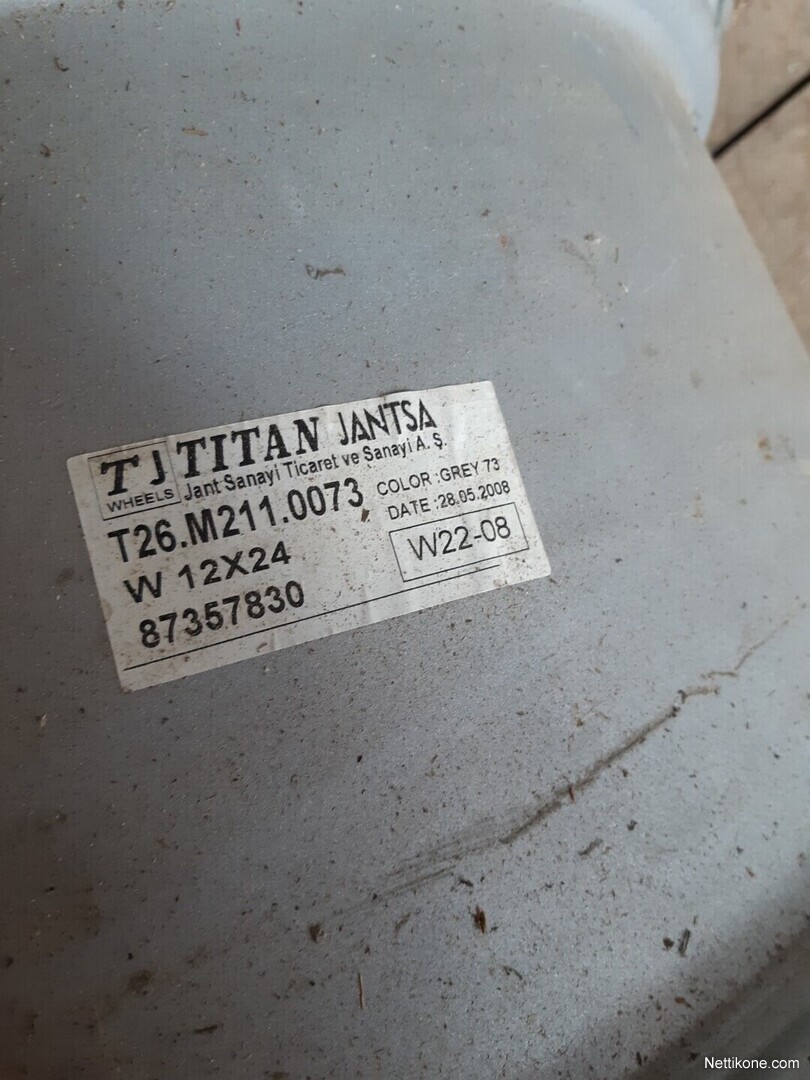 TJ TITAN JANTSA
WHEELS Jant Sanayi Ticaret ve Sanayi A. Ş.
T26.M211.0073 COLOR :GREY 73
DATE :28.05.2008
W 12X24 W22-08
87357830
Nettikone.com